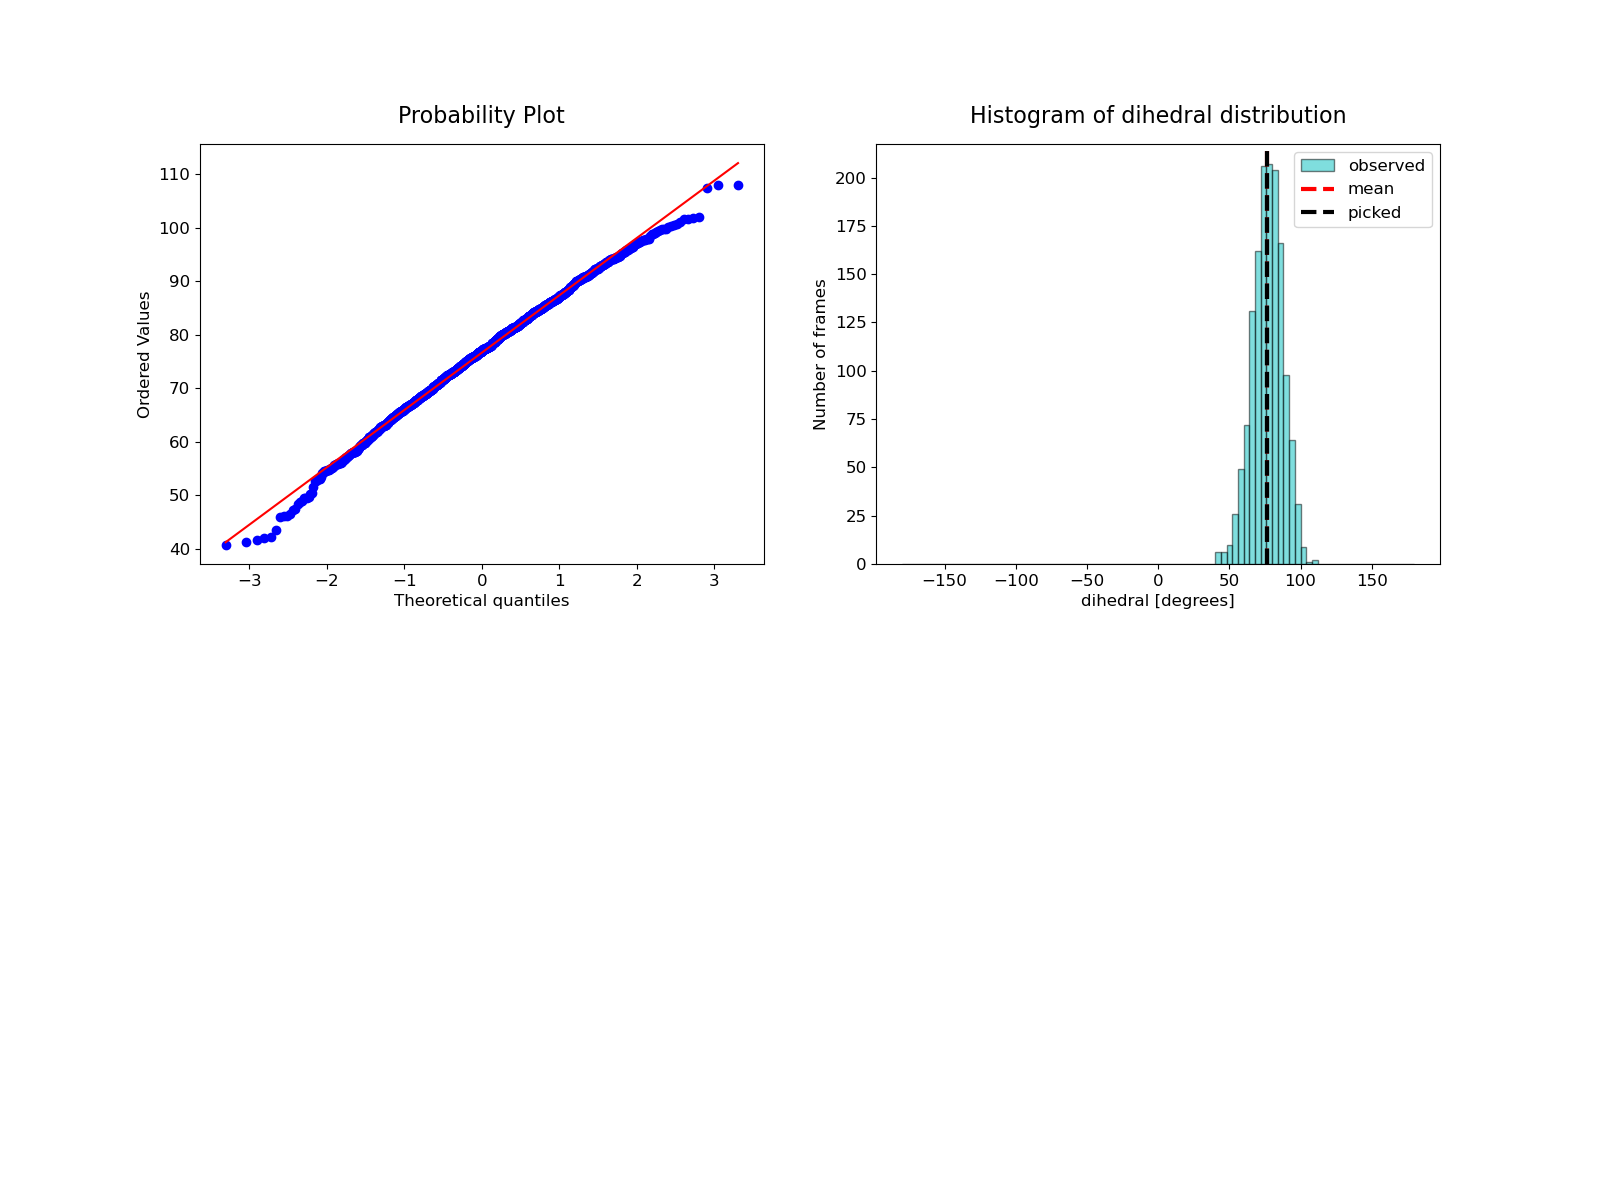 Probability Plot
Ordered Values
110
100
90
80
70
60
50
40
−3 −2 −1 0 1 2 3
Theoretical quantiles
Histogram of dihedral distribution
Number of frames
200
175
150
125
100
75
50
25
0
observed
mean
picked
−150 −100 −50 0 50 100 150
dihedral [degrees]